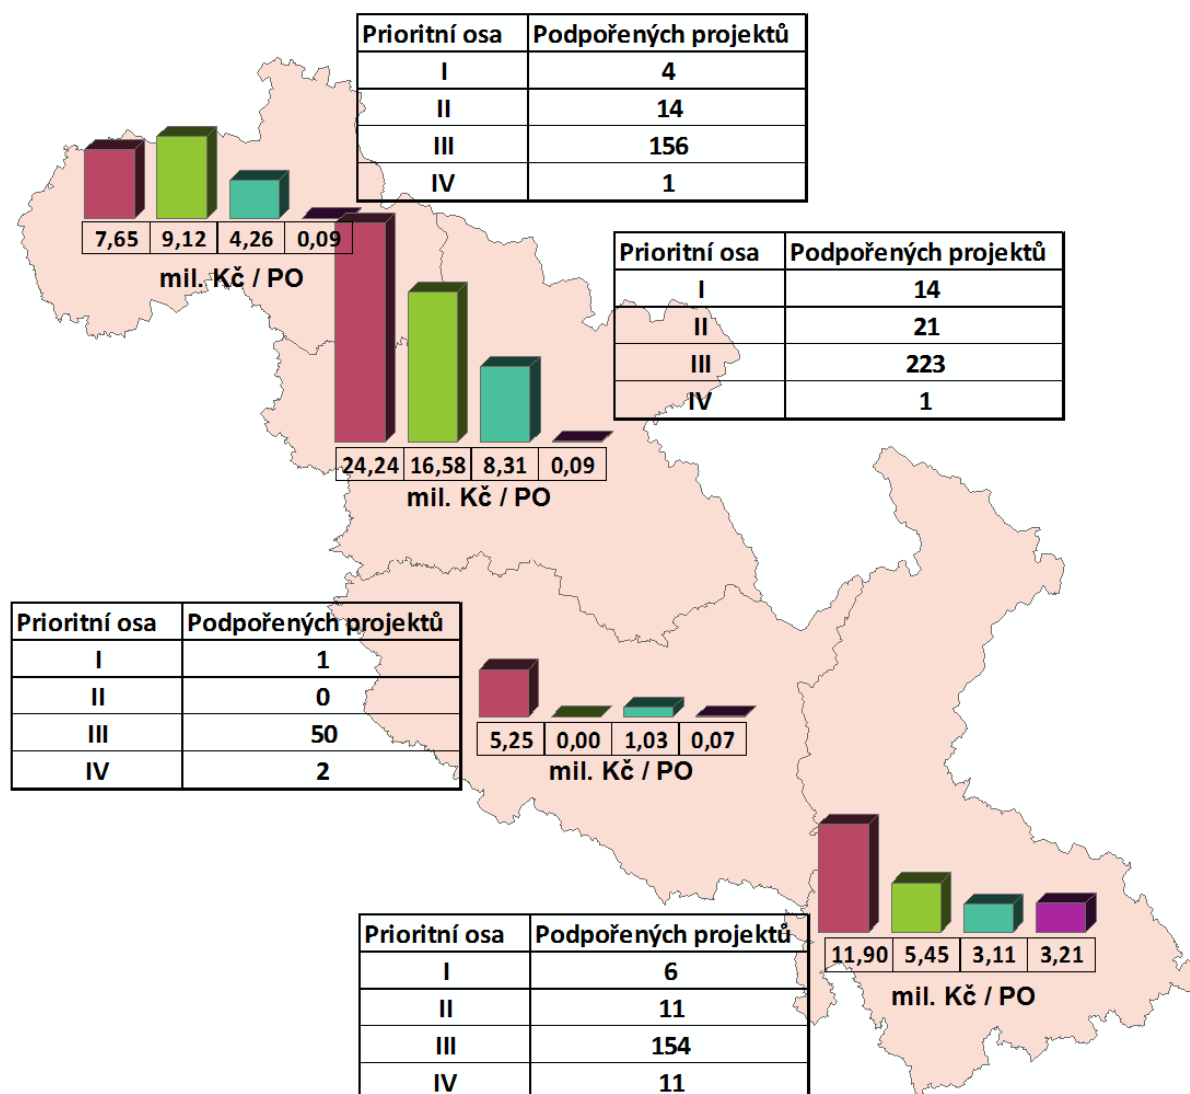 Prioritní osa Podpořených projektů
I 4
II 14
III 156
IV 1
7,65 9,12 4,26 0,09
mil. Kč / PO
Prioritní osa Podpořených projektů
I 14
II 21
III 223
IV 1
24,24 16,58 8,31 0,09
mil. Kč / PO
Prioritní osa Podpořených projektů
I 1
II 0
III 50
IV 2
5,25 0,00 1,03 0,07
mil. Kč / PO
Prioritní osa Podpořených projektů
I 6
II 11
III 154
IV 11
11,90 5,45 3,11 3,21
mil. Kč / PO